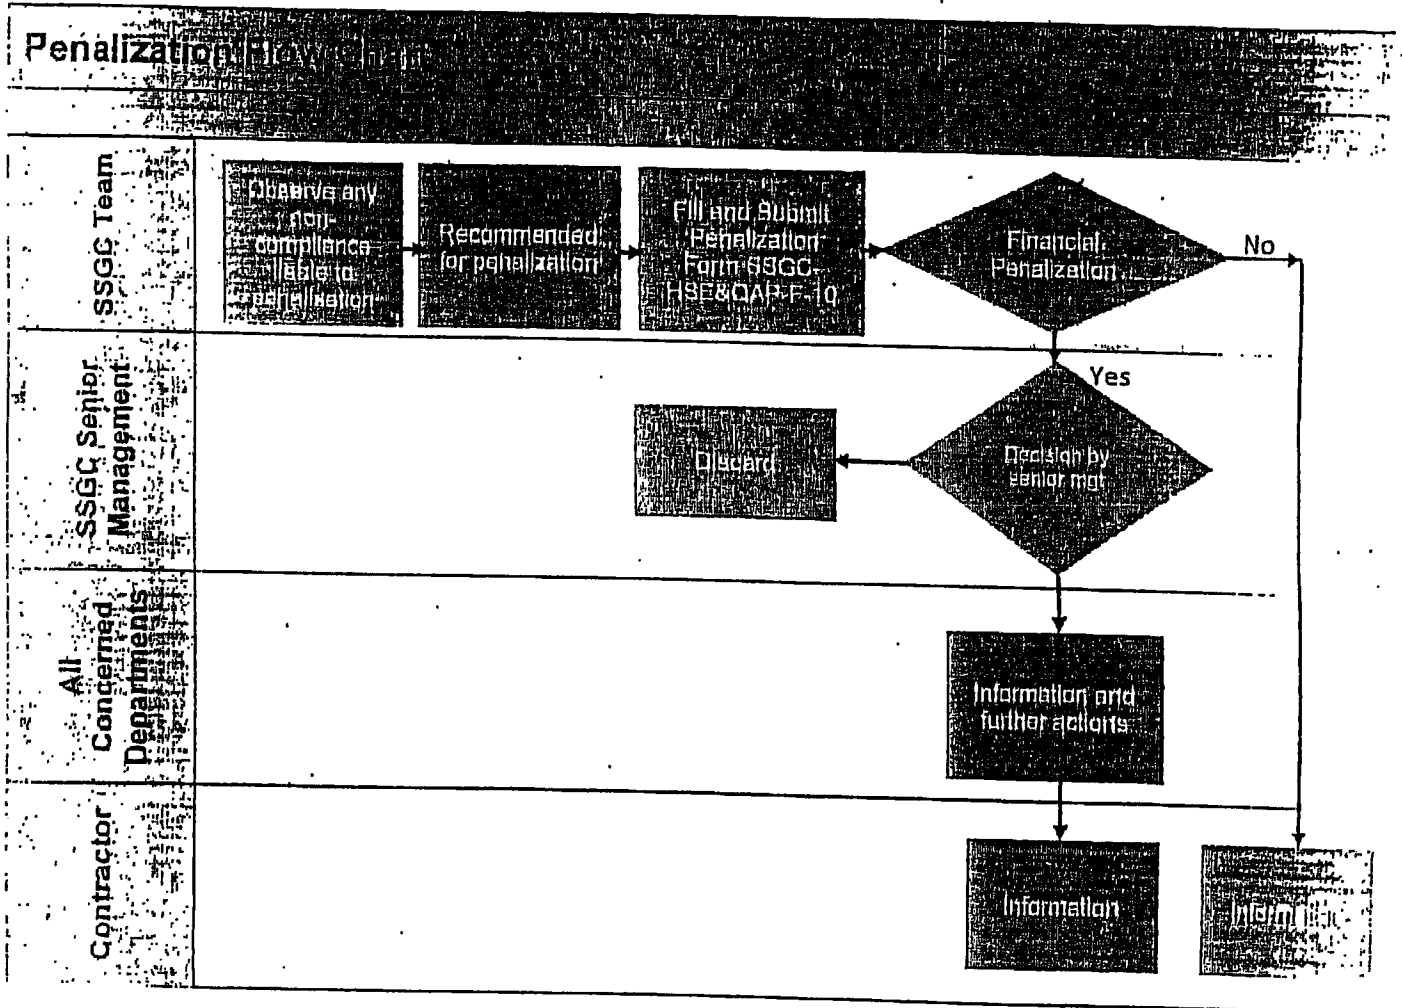 Penalization Flow Chart
SSGC Team
Observe any
non-
compliance
liable to
penalization
Recommended
for penalization
Fill and Submit
Penalization
Form SSGC-
HSE&QAP-F-10
Financial
Penalization
No
SSGC Senior
Management
Yes
Discard
Decision by
senior mgt
All
Concerned
Departments
Information and
further actions
Contractor
Information